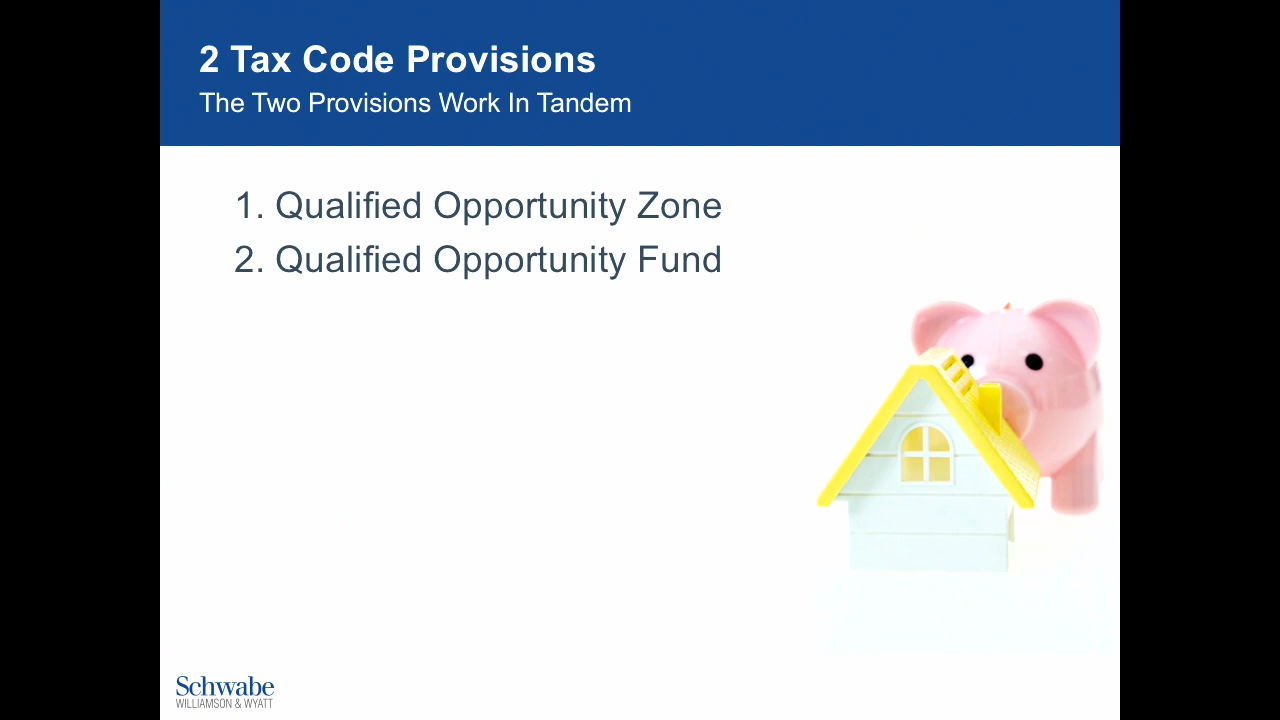 2 Tax Code Provisions
The Two Provisions Work In Tandem
1. Qualified Opportunity Zone
2. Qualified Opportunity Fund
Schwabe
WILLIAMSON & WYATT